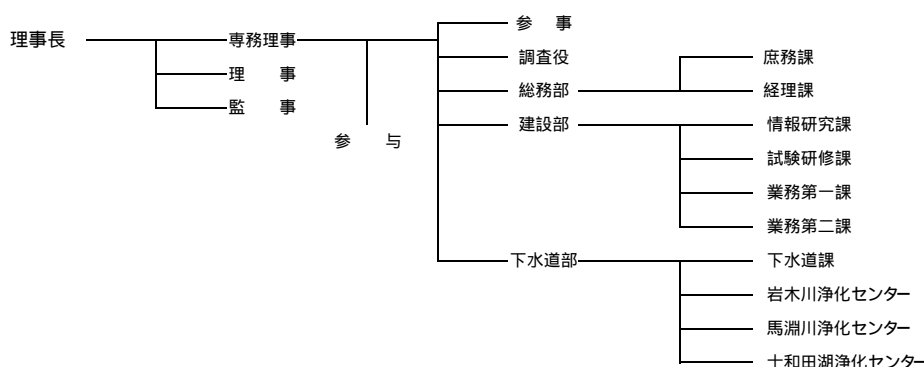 参　事
理事長
専務理事
調査役
庶務課
理　　事
総務部
経理課
監　　事
建設部
情報研究課
参　　与
試験研修課
業務第一課
業務第二課
下水道部
下水道課
岩木川浄化センター
馬淵川浄化センター
十和田湖浄化センター